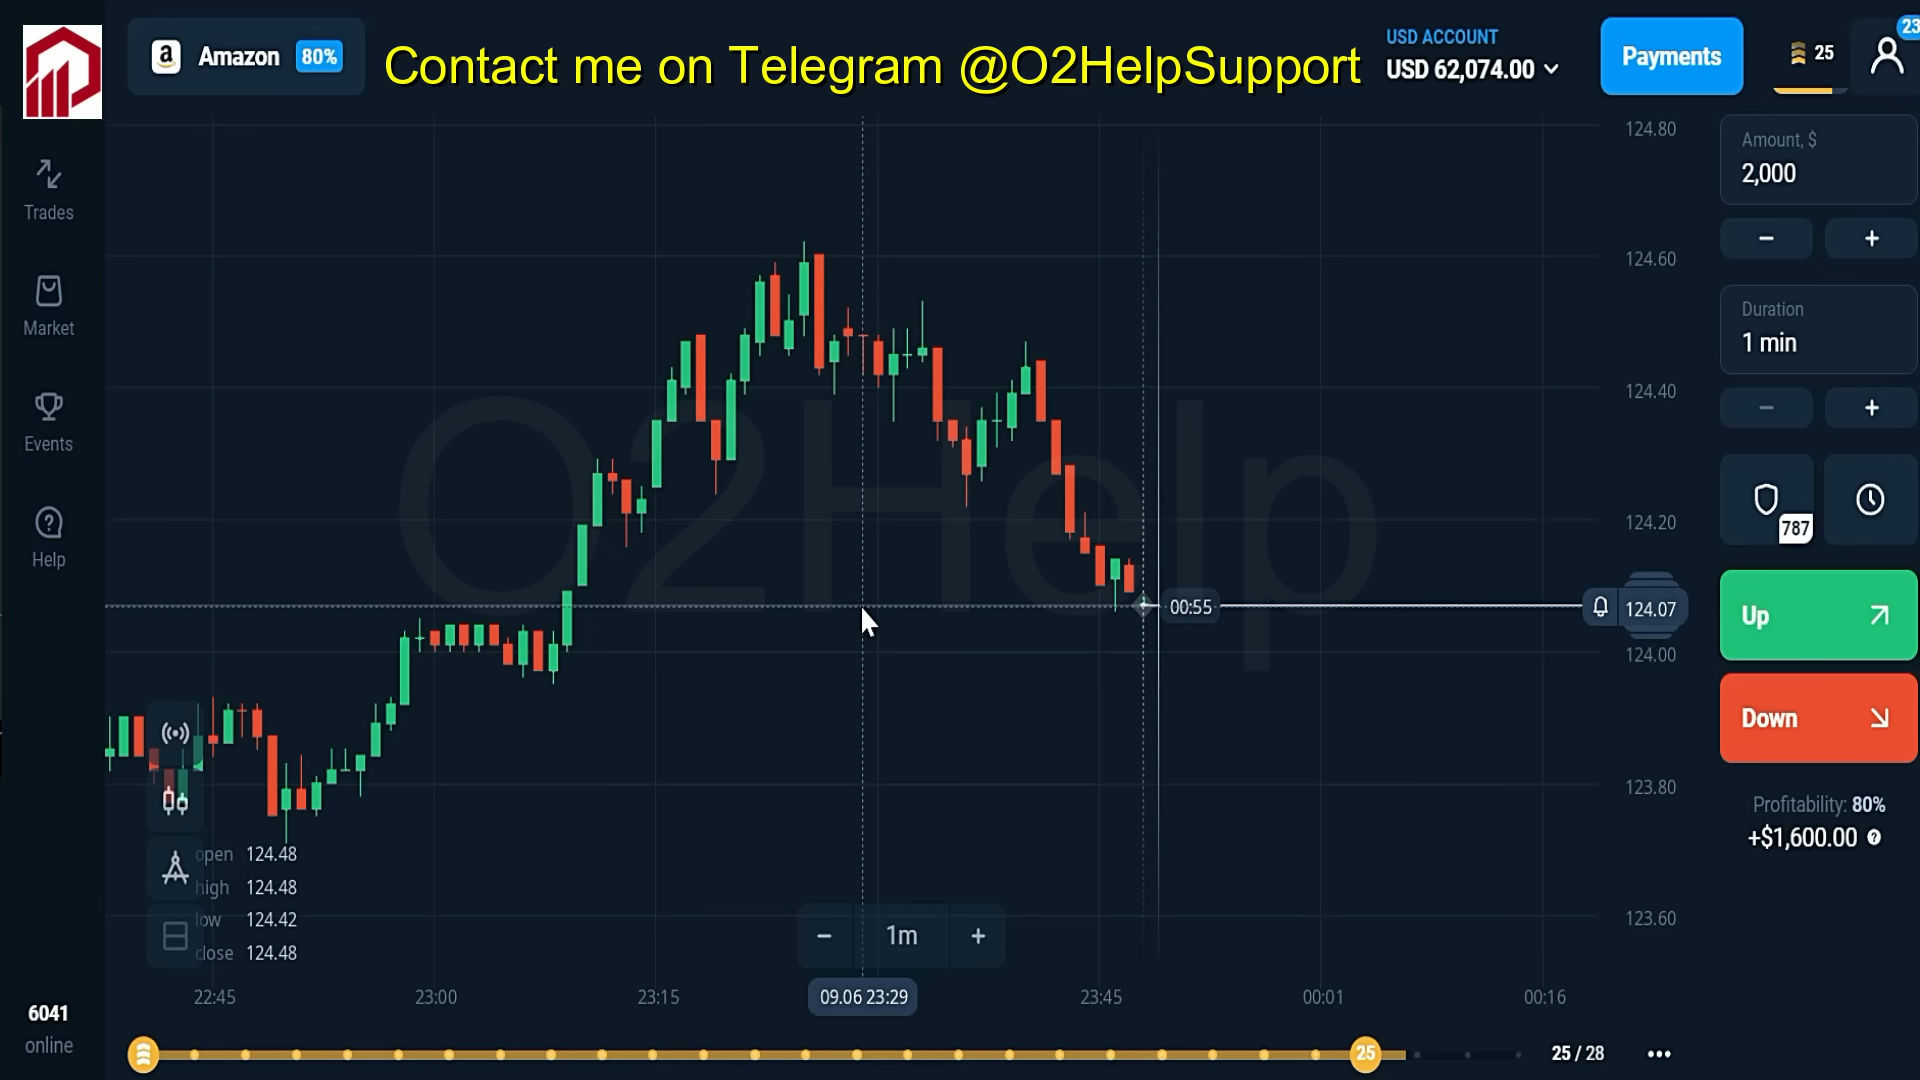 Amazon 80%
Contact me on Telegram @O2HelpSupport
USD ACCOUNT
USD 62,074.00
Payments
25
23
Trades
Market
Events
Help
6041
online
O2Help
124.80
124.60
124.40
124.20
124.00
123.80
123.60
00:55
124.07
open 124.48
high 124.48
low 124.42
close 124.48
1m
22:45
23:00
23:15
09.06 23:29
23:45
00:01
00:16
25
25 / 28
Amount, $
2,000
Duration
1 min
787
Up
Down
Profitability: 80%
+$1,600.00